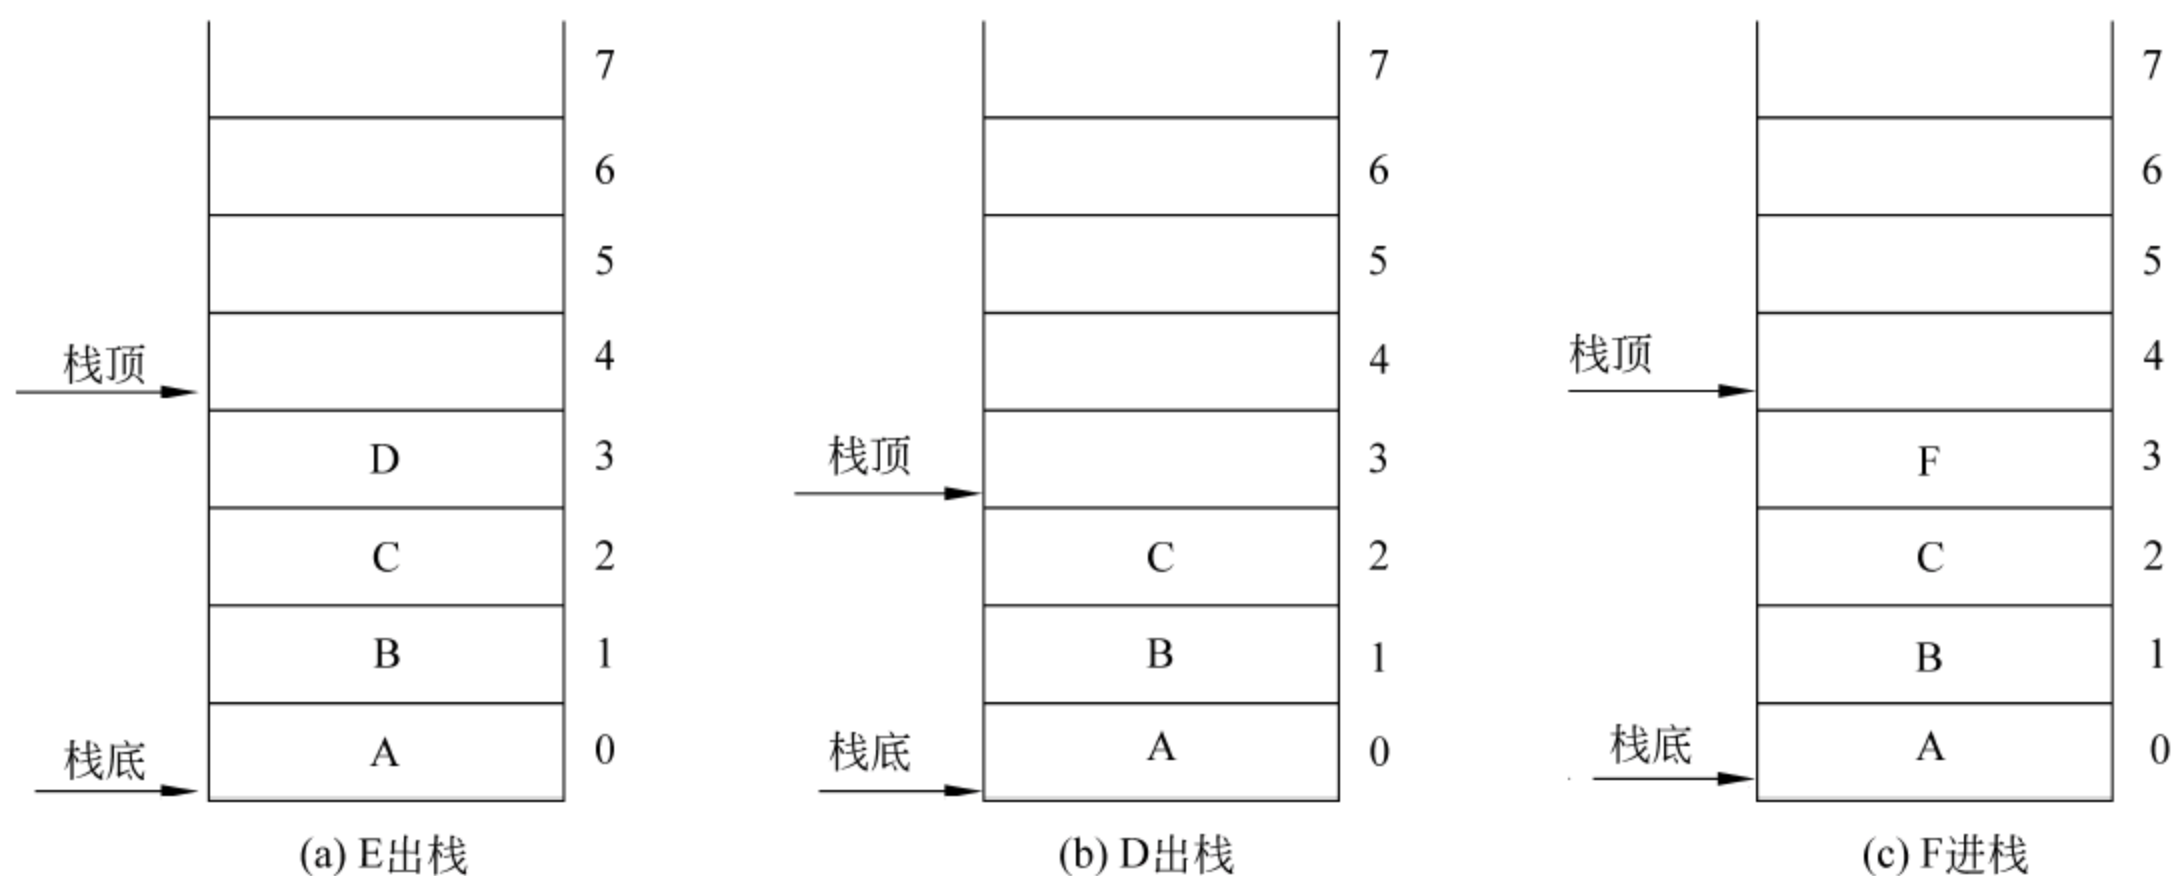 7 7 7
6 6 6
5 5 5
栈顶 4 4 栈顶 4
D 3 栈顶 3 F 3
C 2 C 2 C 2
B 1 B 1 B 1
栈底 A 0 栈底 A 0 栈底 A 0
(a) E出栈 (b) D出栈 (c) F进栈